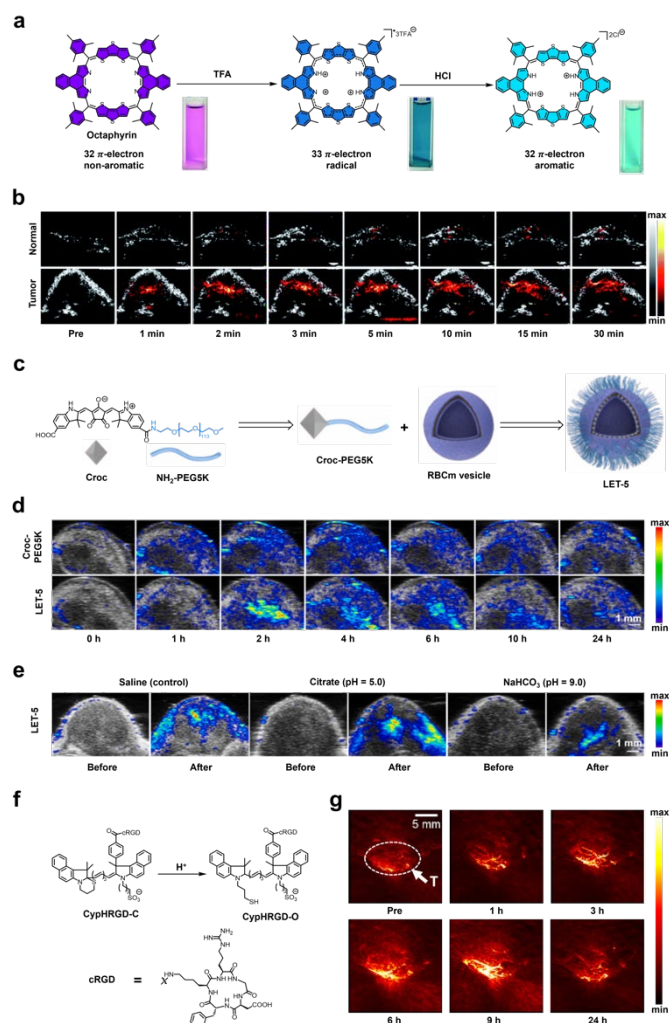 a
TFA
HCl
*3TFA⊖
2Cl⊖
Octaphyrin
32 π-electron
non-aromatic
33 π-electron
radical
32 π-electron
aromatic
b
Normal
Tumor
Pre
1 min
2 min
3 min
5 min
10 min
15 min
30 min
max
min
c
HOOC
Croc
NH₂-PEG5K
Croc-PEG5K
+
RBCm vesicle
LET-5
d
Croc-
PEG5K
LET-5
0 h
1 h
2 h
4 h
6 h
10 h
24 h
1 mm
max
min
e
Saline (control)
Citrate (pH = 5.0)
NaHCO₃ (pH = 9.0)
LET-5
Before
After
Before
After
Before
After
1 mm
max
min
f
cRGD
cRGD
H⁺
CypHRGD-C
CypHRGD-O
cRGD =
g
5 mm
T
Pre
1 h
3 h
6 h
9 h
24 h
max
min